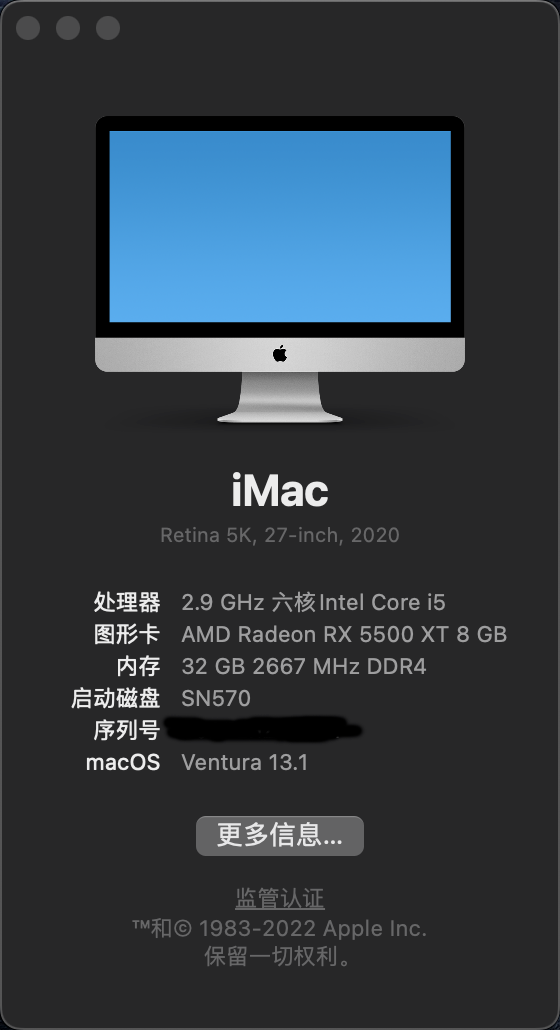 iMac
Retina 5K, 27-inch, 2020
处理器 2.9 GHz 六核Intel Core i5
图形卡 AMD Radeon RX 5500 XT 8 GB
内存 32 GB 2667 MHz DDR4
启动磁盘 SN570
序列号
macOS Ventura 13.1
更多信息...
监管认证
™和© 1983-2022 Apple Inc.
保留一切权利。